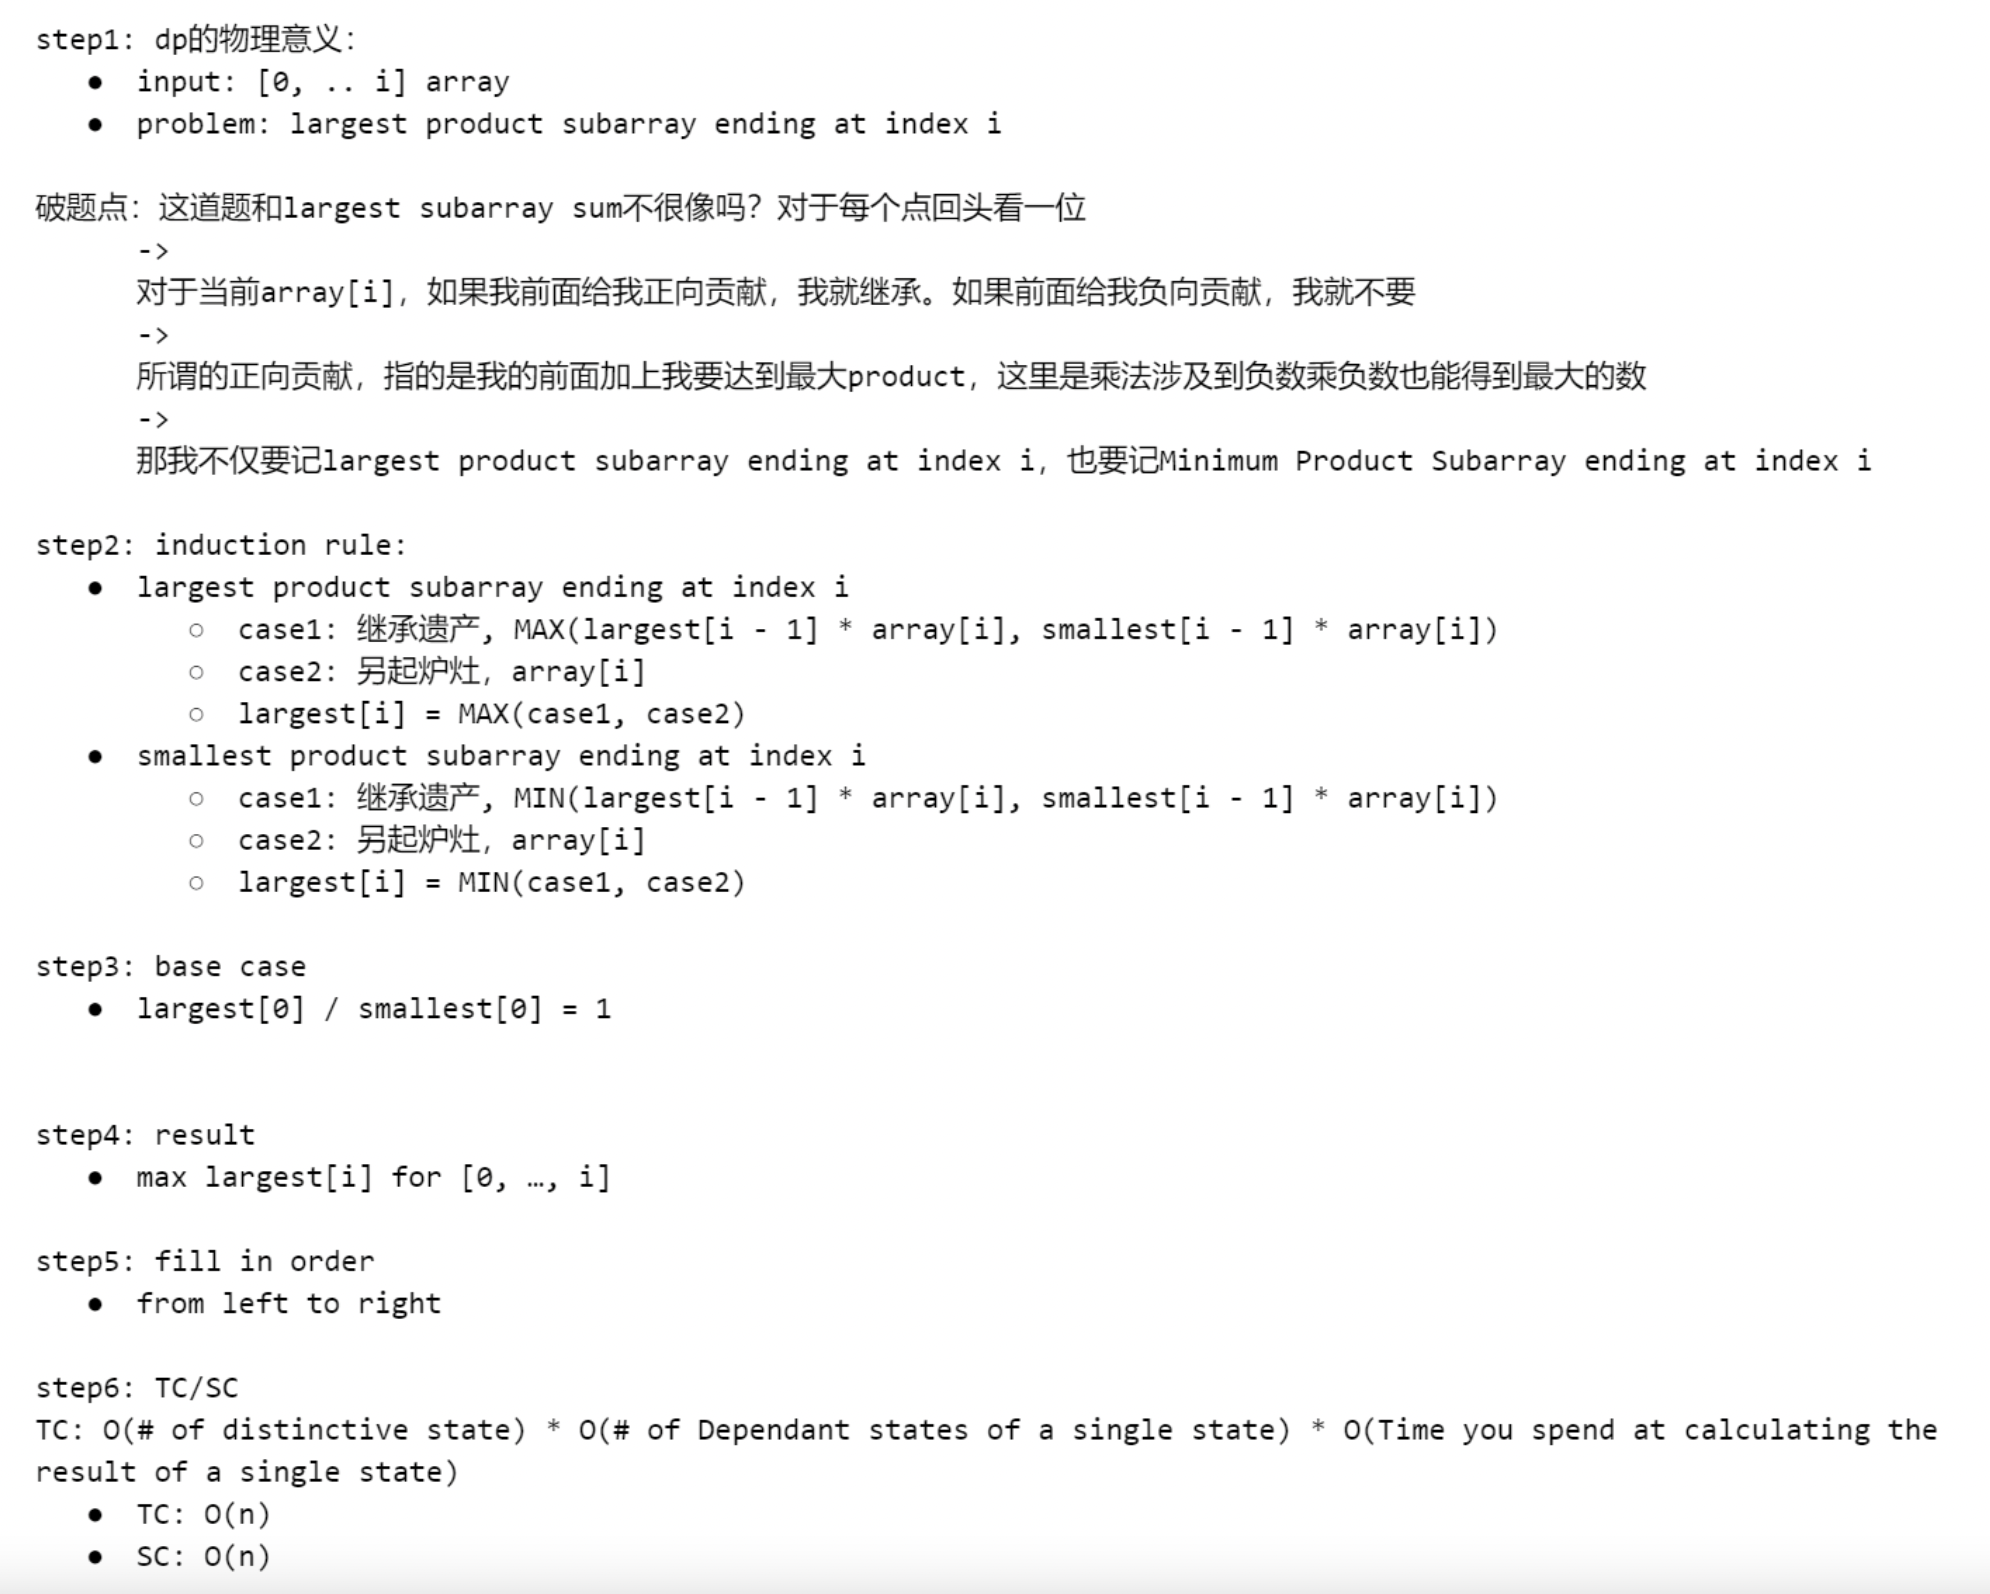 step1: dp的物理意义:
● input: [0, .. i] array
● problem: largest product subarray ending at index i
破题点: 这道题和largest subarray sum不很像吗? 对于每个点回头看一位
->
对于当前array[i], 如果我前面给我正向贡献, 我就继承。如果前面给我负向贡献, 我就不要
->
所谓的正向贡献, 指的是我的前面加上我要达到最大product, 这里是乘法涉及到负数乘负数也能得到最大的数
->
那我不仅要记largest product subarray ending at index i, 也要记Minimum Product Subarray ending at index i
step2: induction rule:
● largest product subarray ending at index i
○ case1: 继承遗产, MAX(largest[i - 1] * array[i], smallest[i - 1] * array[i])
○ case2: 另起炉灶, array[i]
○ largest[i] = MAX(case1, case2)
● smallest product subarray ending at index i
○ case1: 继承遗产, MIN(largest[i - 1] * array[i], smallest[i - 1] * array[i])
○ case2: 另起炉灶, array[i]
○ largest[i] = MIN(case1, case2)
step3: base case
● largest[0] / smallest[0] = 1
step4: result
● max largest[i] for [0, …, i]
step5: fill in order
● from left to right
step6: TC/SC
TC: O(# of distinctive state) * O(# of Dependant states of a single state) * O(Time you spend at calculating the
result of a single state)
● TC: O(n)
● SC: O(n)